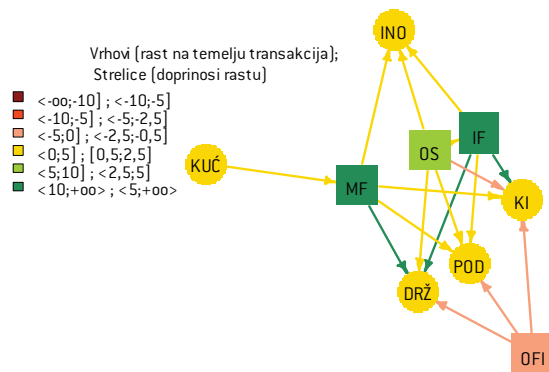 Vrhovi (rast na temelju transakcija);
Strelice (doprinosi rastu)
<-oo;-10] ; <-10;-5]
<-10;-5] ; <-5;-2,5]
<-5;0] ; <-2,5;-0,5]
<0;5] ; [0,5;2,5]
<5;10] ; <2,5;5]
<10;+oo> ; <5;+oo>
INO
IF
OS
KUĆ
MF
KI
POD
DRŽ
OFI